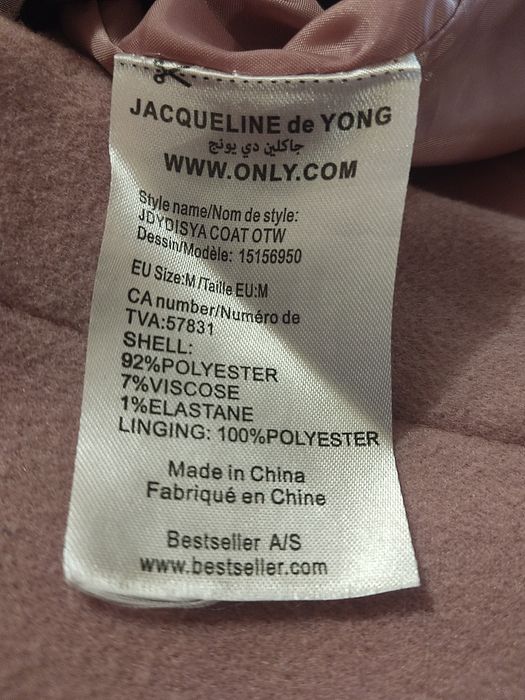 JACQUELINE de YONG
جاكلين دي يونج
WWW.ONLY.COM
Style name/Nom de style:
JDYDISYA COAT OTW
Dessin/Modèle: 15156950
EU Size:M/Taille EU:M
CA number/Numéro de
TVA:57831
SHELL:
92%POLYESTER
7%VISCOSE
1%ELASTANE
LINGING: 100%POLYESTER
Made in China
Fabriqué en Chine
Bestseller A/S
www.bestseller.com